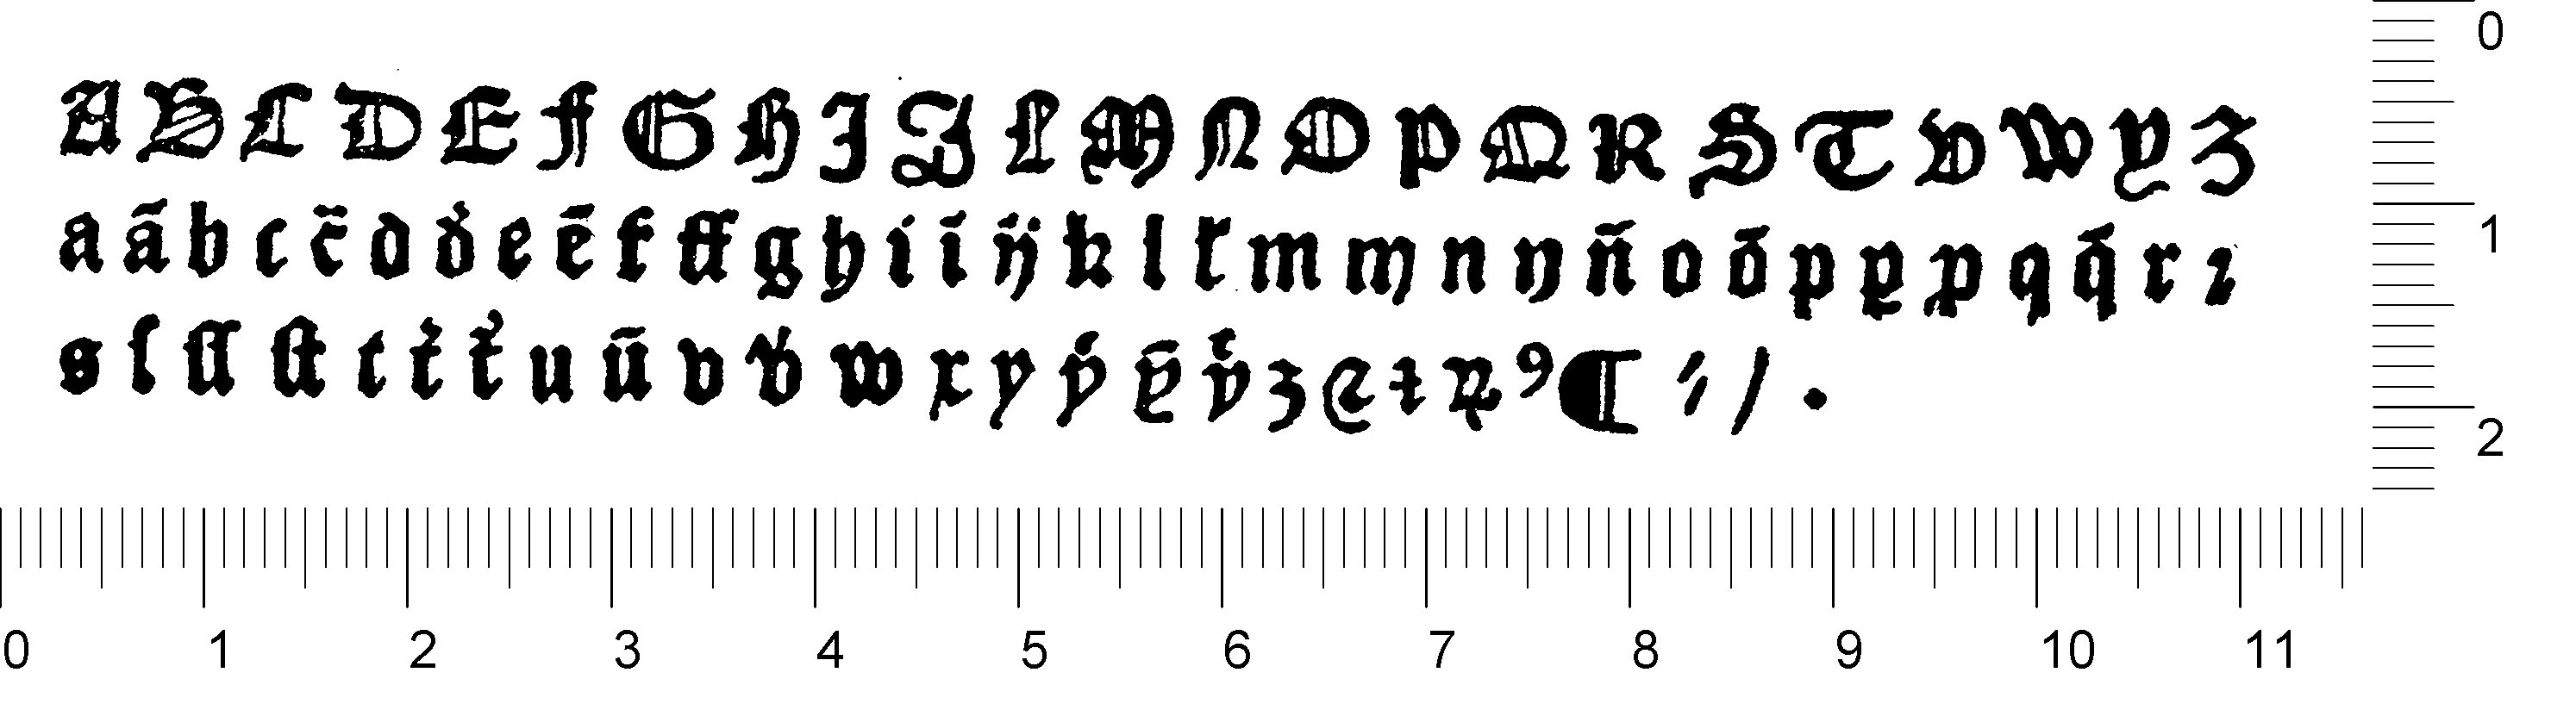 A B C D E F G H I J L M N O P Q R S T V W Y Z
a ã b c c̃ d d̾ e ẽ f ff g h i ĩ ij k l l̾ m m n n ñ o õ p ꝑ ꝓ q q̃ r ꝛ
s ſ ſſ ſt t t̾ t̾ u ũ v v̾ w x y ẏ ỹ y̾ z ꝛc ꝛ ꝝ ꝰ ¶ ⸗ / .
0
1
2
0 1 2 3 4 5 6 7 8 9 10 11